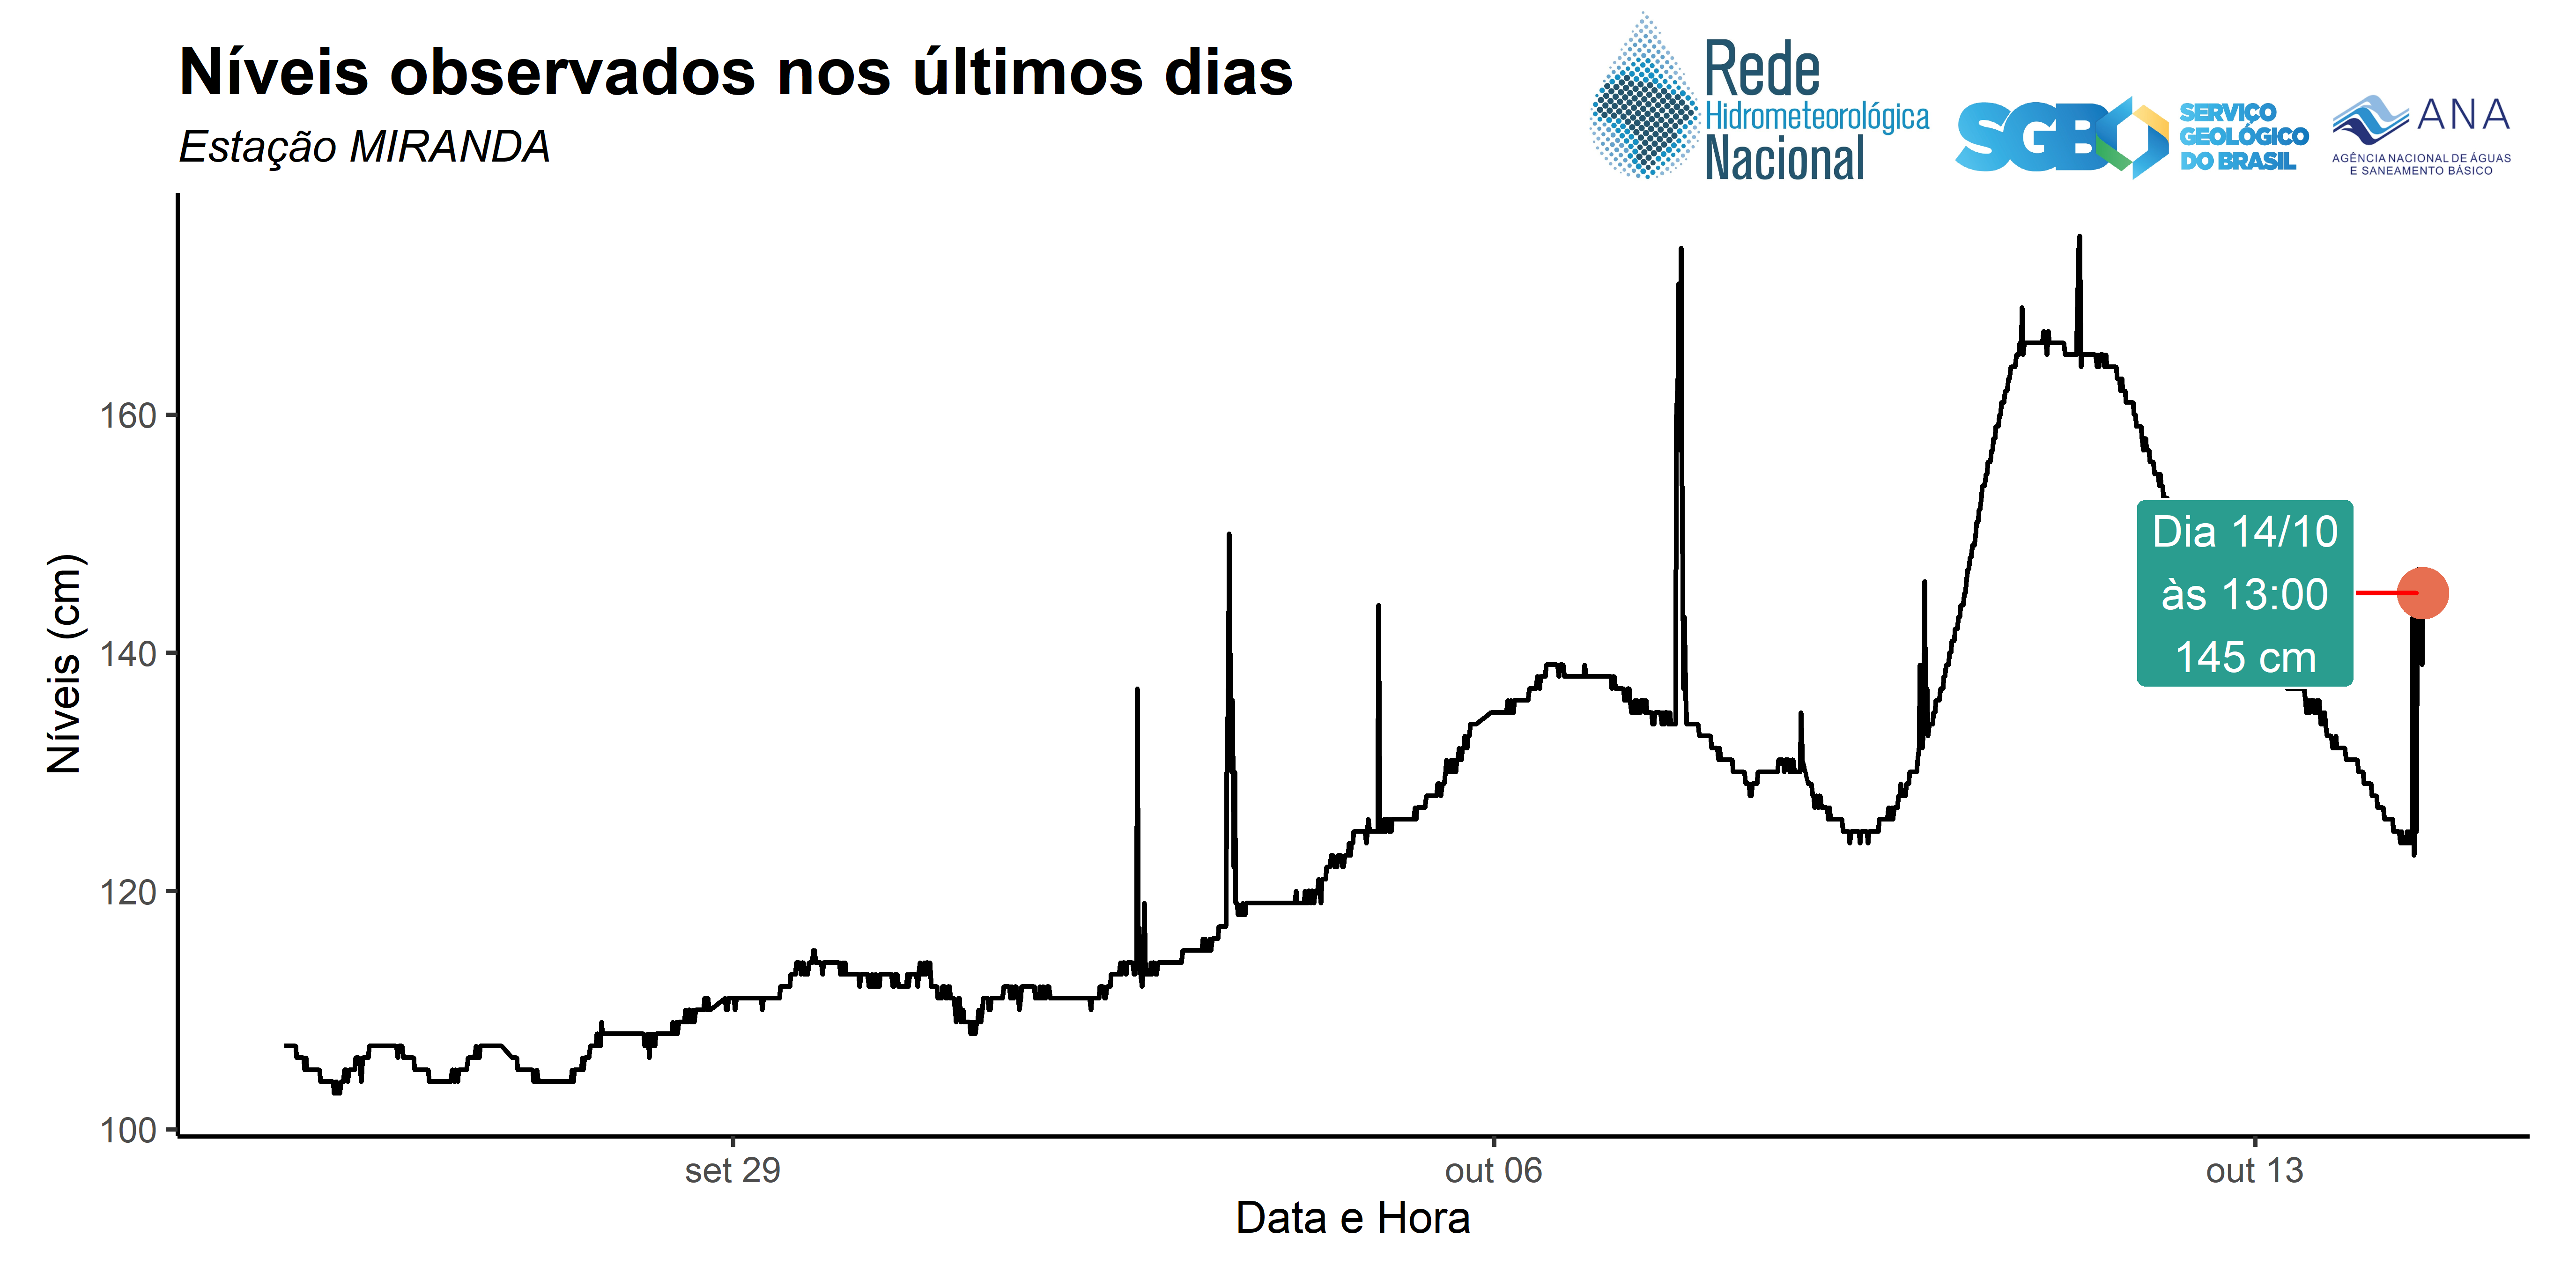 Níveis observados nos últimos dias
Estação MIRANDA
Rede
Hidrometeorológica
Nacional
SGB
SERVIÇO
GEOLÓGICO
DO BRASIL
ANA
AGÊNCIA NACIONAL DE ÁGUAS
E SANEAMENTO BÁSICO
Níveis (cm)
160
140
120
100
Dia 14/10
às 13:00
145 cm
set 29
out 06
out 13
Data e Hora